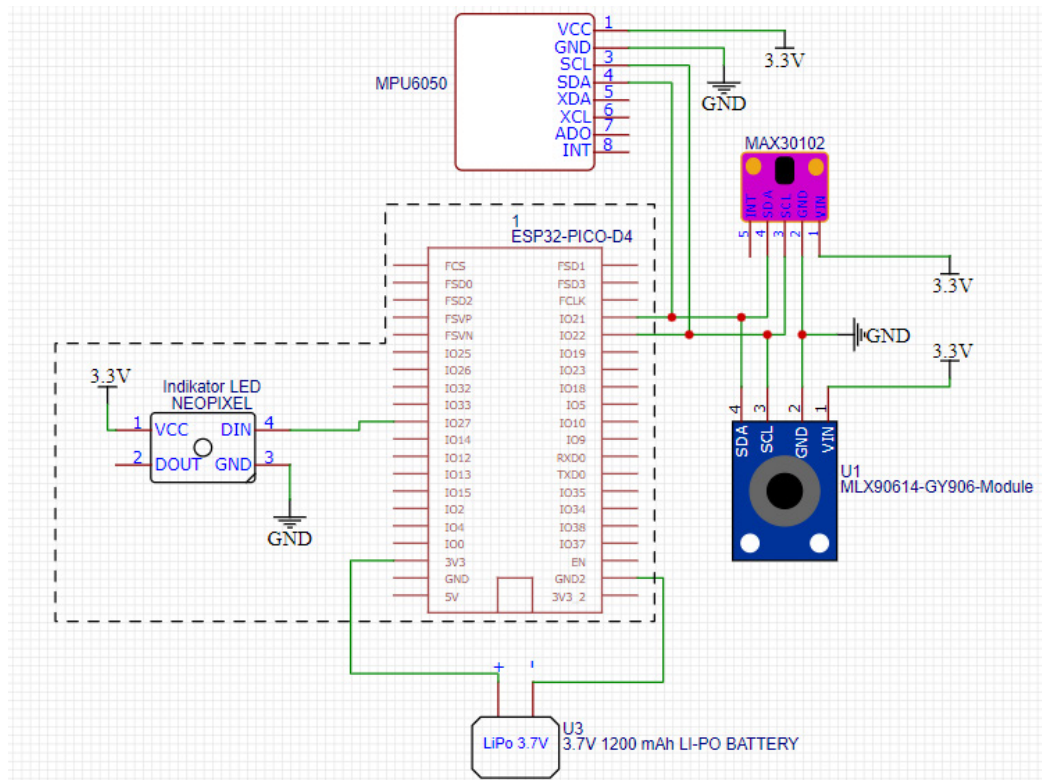 MPU6050
VCC 1
GND
SCL 3
SDA 4
XDA 5
XCL 6
ADO 7
INT 8
3.3V
GND
MAX30102
INT
SDA
SCL
GND
VIN
5
4
3
2
1
3.3V
GND
3.3V
1
ESP32-PICO-D4
FCS
FSD0
FSD2
FSVP
FSVN
IO25
IO26
IO32
IO33
IO27
IO14
IO12
IO13
IO15
IO2
IO4
IO0
3V3
GND
5V
FSD1
FSD3
FCLK
IO21
IO22
IO19
IO23
IO18
IO5
IO10
IO9
RXD0
TXD0
IO35
IO34
IO38
IO37
EN
GND2
3V3_2
3.3V
Indikator LED
NEOPIXEL
1 VCC DIN 4
2 DOUT GND 3
GND
4
3
2
1
SDA
SCL
GND
VIN
U1
MLX90614-GY906-Module
+ -
LiPo 3.7V
U3
3.7V 1200 mAh LI-PO BATTERY